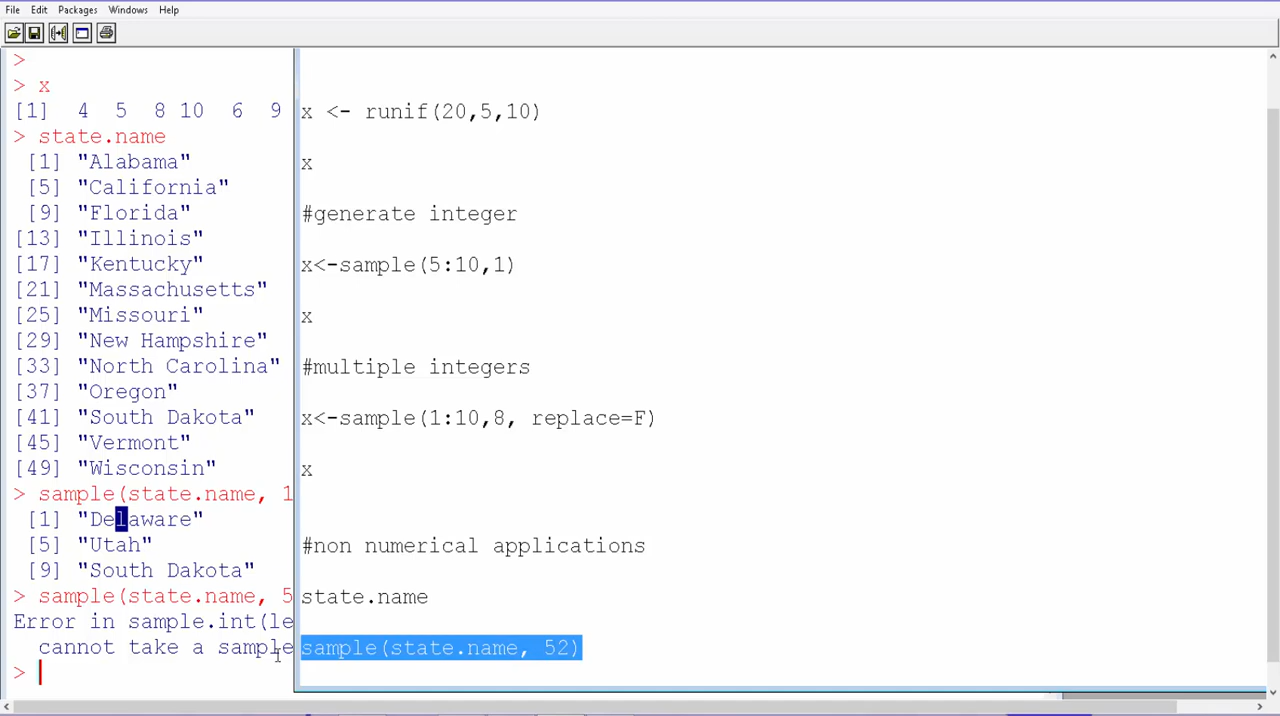 File Edit Packages Windows Help
>
> x
[1] 4 5 8 10 6 9
> state.name
[1] "Alabama"
[5] "California"
[9] "Florida"
[13] "Illinois"
[17] "Kentucky"
[21] "Massachusetts"
[25] "Missouri"
[29] "New Hampshire"
[33] "North Carolina"
[37] "Oregon"
[41] "South Dakota"
[45] "Vermont"
[49] "Wisconsin"
> sample(state.name, 1
[1] "Delaware"
[5] "Utah"
[9] "South Dakota"
> sample(state.name, 5
Error in sample.int(le
cannot take a sample
>
x <- runif(20,5,10)
x
#generate integer
x<-sample(5:10,1)
x
#multiple integers
x<-sample(1:10,8, replace=F)
x
#non numerical applications
state.name
sample(state.name, 52)